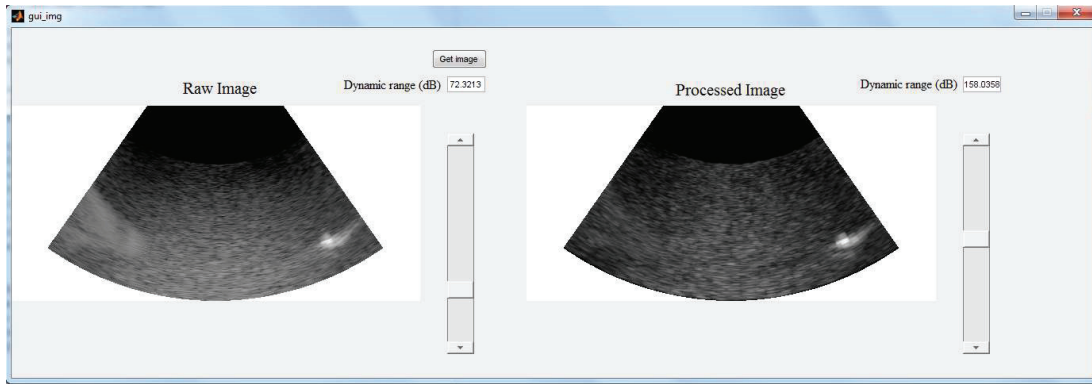 gui_img
Get image
Raw Image
Dynamic range (dB) 72.3213
Processed Image
Dynamic range (dB) 158.0358